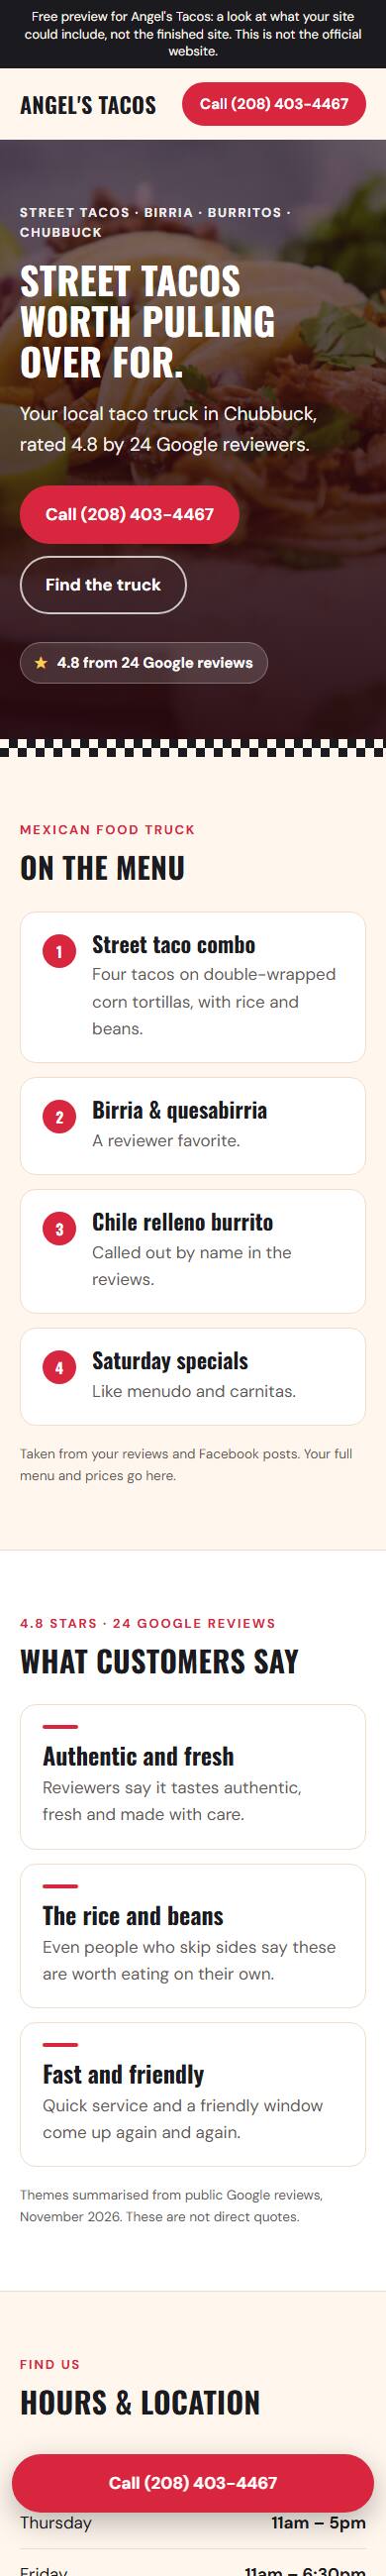 Free preview for Angel's Tacos: a look at what your site
could include, not the finished site. This is not the official
website.
ANGEL'S TACOS
Call (208) 403-4467
STREET TACOS · BIRRIA · BURRITOS ·
CHUBBUCK
STREET TACOS
WORTH PULLING
OVER FOR.
Your local taco truck in Chubbuck,
rated 4.8 by 24 Google reviewers.
Call (208) 403-4467
Find the truck
★ 4.8 from 24 Google reviews
MEXICAN FOOD TRUCK
ON THE MENU
1
Street taco combo
Four tacos on double-wrapped
corn tortillas, with rice and
beans.
2
Birria & quesabirria
A reviewer favorite.
3
Chile relleno burrito
Called out by name in the
reviews.
4
Saturday specials
Like menudo and carnitas.
Taken from your reviews and Facebook posts. Your full
menu and prices go here.
4.8 STARS · 24 GOOGLE REVIEWS
WHAT CUSTOMERS SAY
Authentic and fresh
Reviewers say it tastes authentic,
fresh and made with care.
The rice and beans
Even people who skip sides say these
are worth eating on their own.
Fast and friendly
Quick service and a friendly window
come up again and again.
Themes summarised from public Google reviews,
November 2026. These are not direct quotes.
FIND US
HOURS & LOCATION
Call (208) 403-4467
Thursday 11am – 5pm
Friday 11am – 6:30pm